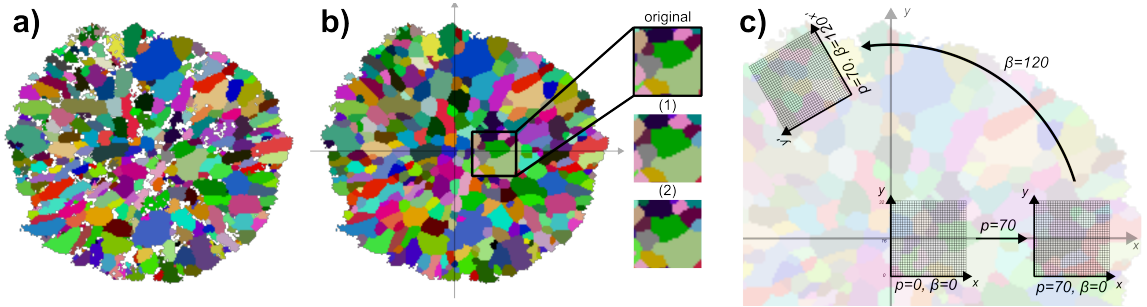 a)
b)
original
(1)
(2)
c)
y
β=120
p=70, β=120
x'
y'
y
y
p=70
x
x
x
p=0, β=0
p=70, β=0